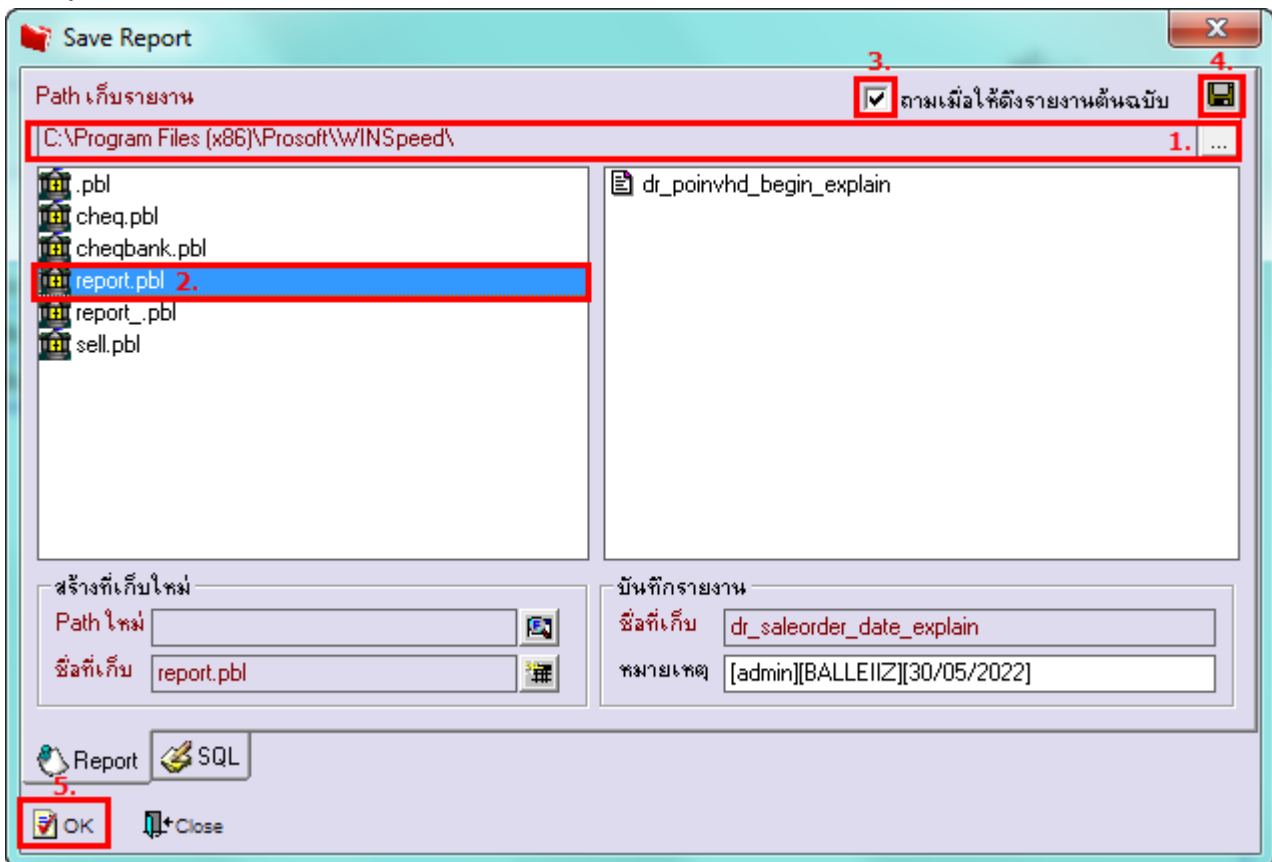 Save Report
3.
4.
Path เก็บรายงาน
ถามเมื่อให้ดึงรายงานต้นฉบับ
C:\Program Files (x86)\Prosoft\WINSpeed\
1. ...
.pbl
cheq.pbl
cheqbank.pbl
report.pbl 2.
report_.pbl
sell.pbl
dr_poinvhd_begin_explain
สร้างที่เก็บใหม่
Path ใหม่
ชื่อที่เก็บ report.pbl
บันทึกรายงาน
ชื่อที่เก็บ dr_saleorder_date_explain
หมายเหตุ [admin][BALLEIIZ][30/05/2022]
Report SQL
5.
OK Close